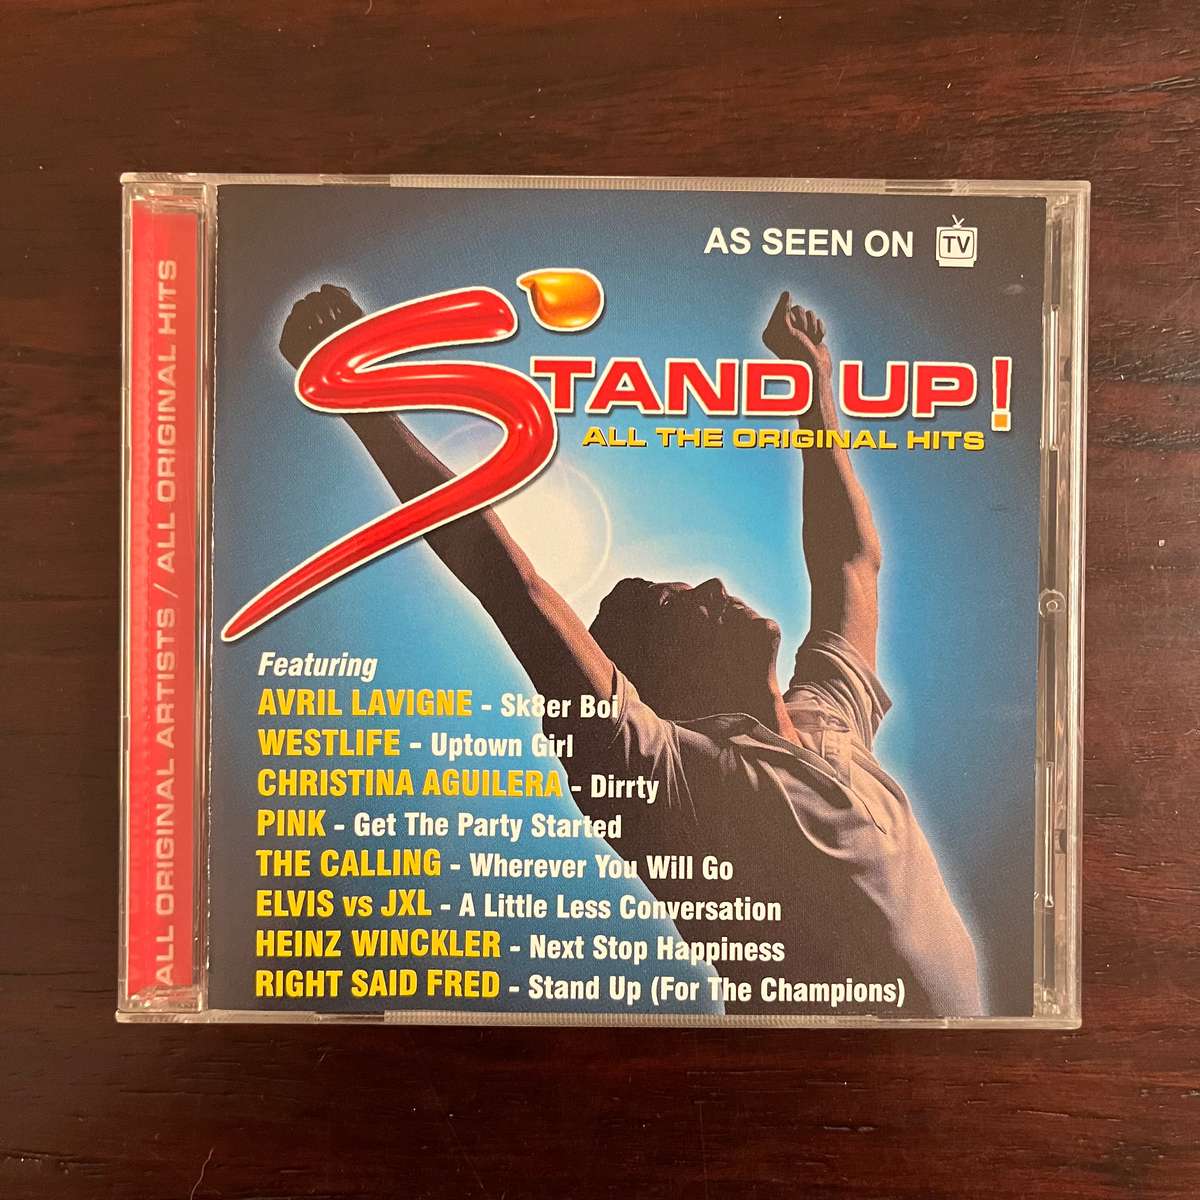 AS SEEN ON TV
STAND UP!
ALL THE ORIGINAL HITS
Featuring
AVRIL LAVIGNE - Sk8er Boi
WESTLIFE - Uptown Girl
CHRISTINA AGUILERA - Dirrty
PINK - Get The Party Started
THE CALLING - Wherever You Will Go
ELVIS vs JXL - A Little Less Conversation
HEINZ WINCKLER - Next Stop Happiness
RIGHT SAID FRED - Stand Up (For The Champions)
ALL ORIGINAL ARTISTS / ALL ORIGINAL HITS